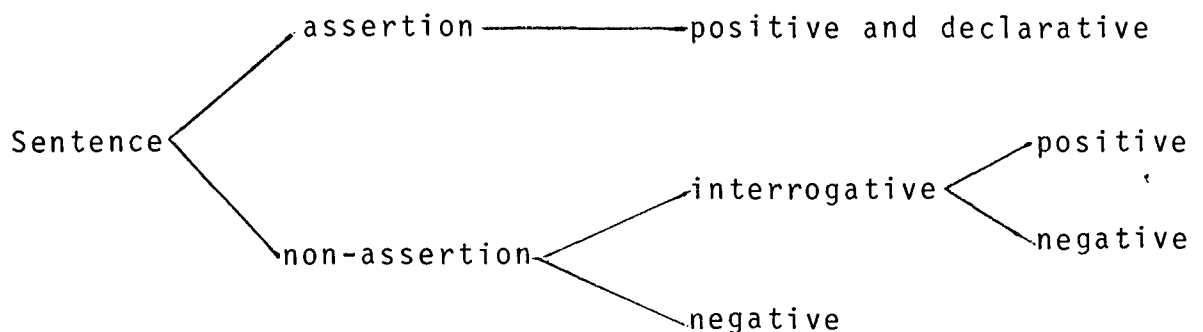 assertion positive and declarative
Sentence positive
interrogative
non-assertion negative
negative